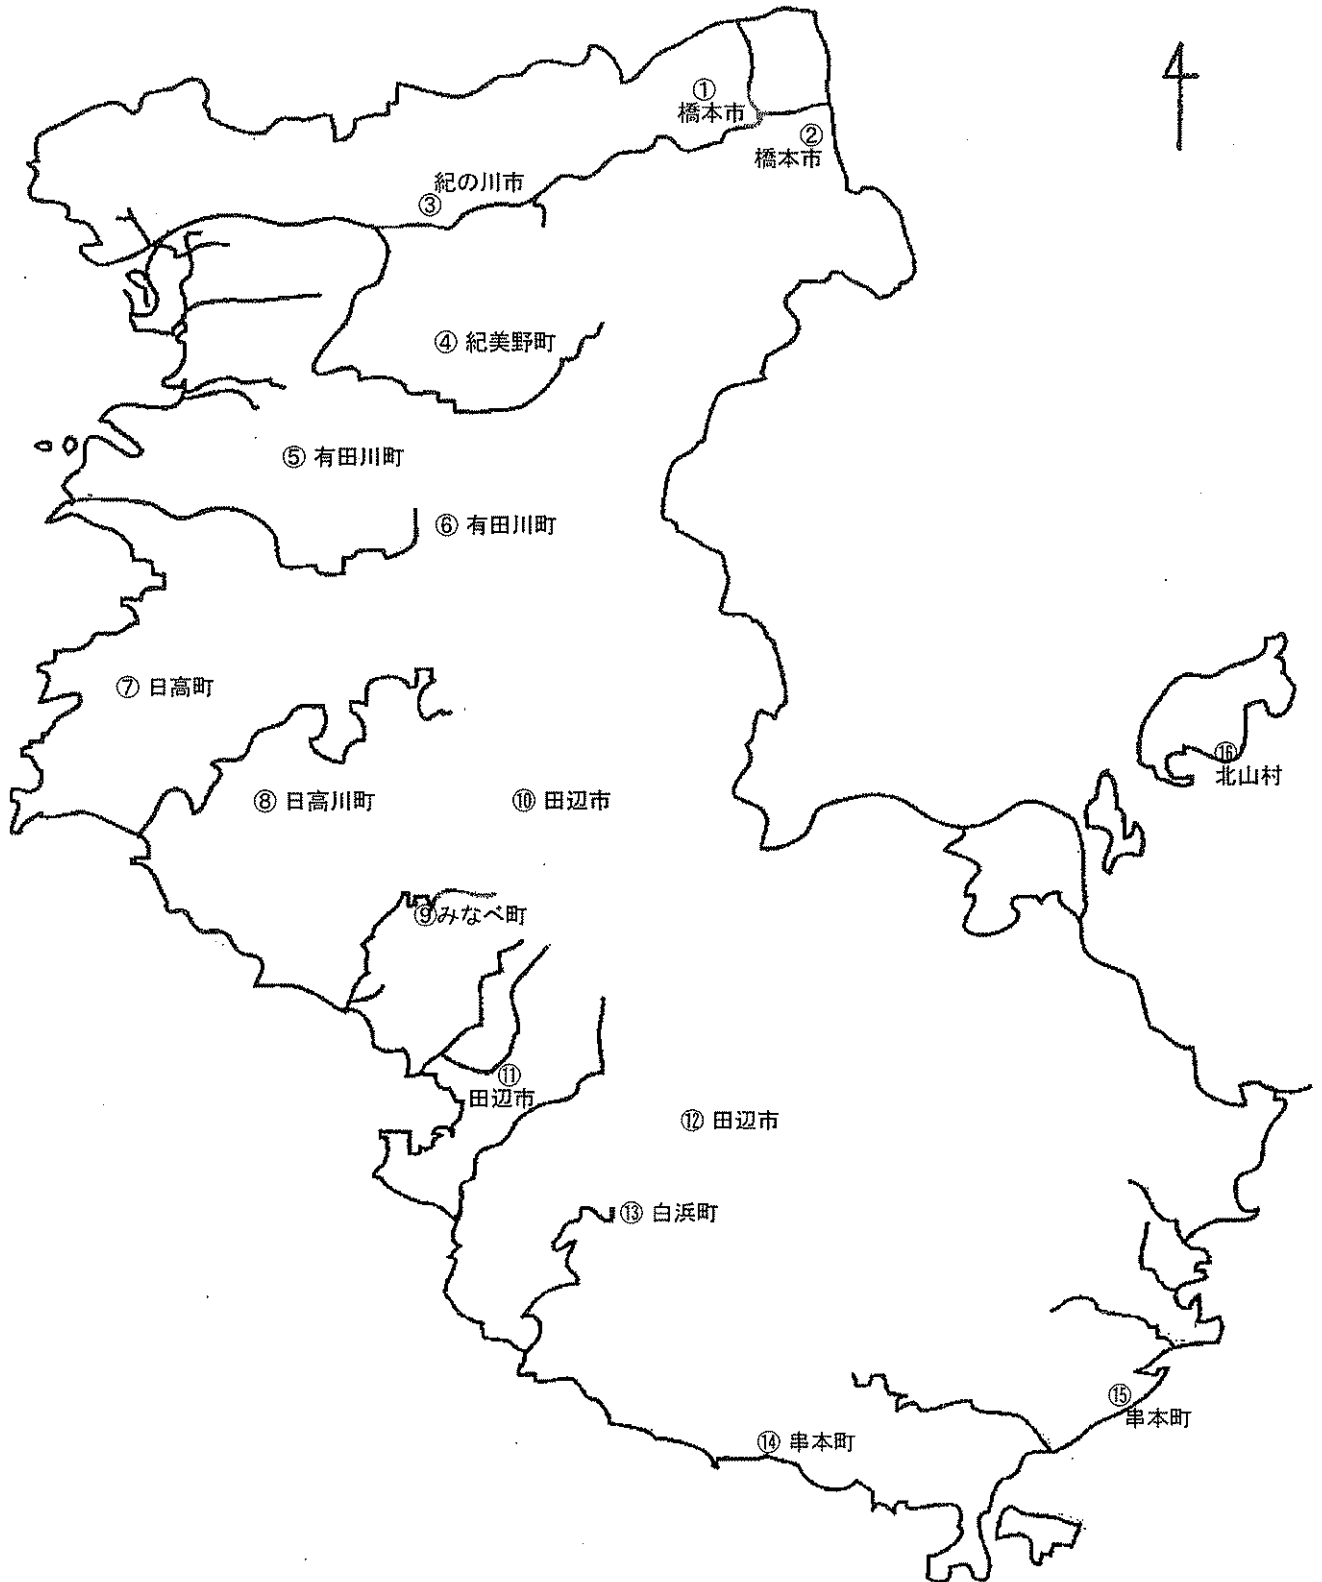 ①
橋本市
②
橋本市
紀の川市
③
④ 紀美野町
⑤ 有田川町
⑥ 有田川町
⑦ 日高町
⑧ 日高川町
⑩ 田辺市
⑯
北山村
⑨みなべ町
⑪
田辺市
⑫ 田辺市
⑬ 白浜町
⑭ 串本町
⑮
串本町